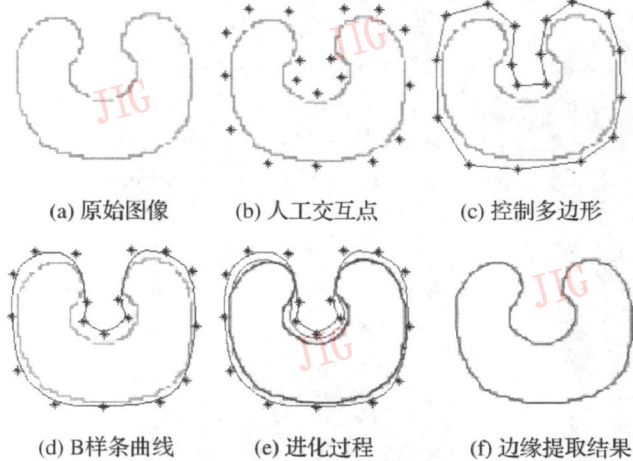 JIG
JIG
(a) 原始图像
(b) 人工交互点
(c) 控制多边形
JIG
JIG
(d) B样条曲线
(e) 进化过程
(f) 边缘提取结果